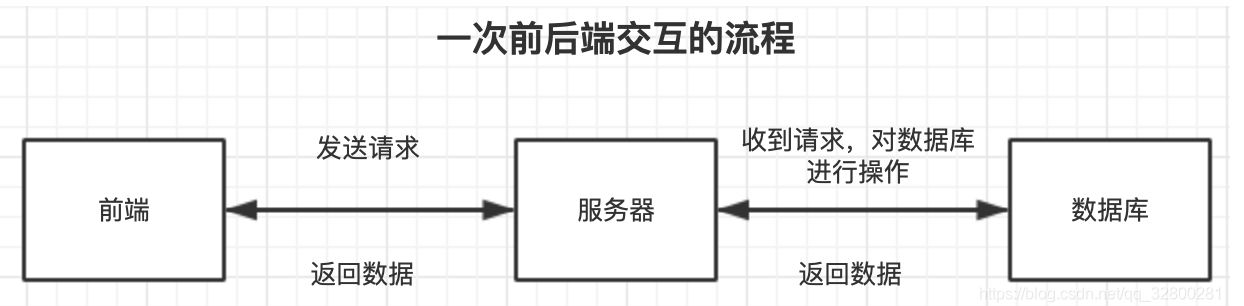 一次前后端交互的流程
发送请求
收到请求，对数据库
进行操作
前端
服务器
数据库
返回数据
返回数据
https://blog.csdn.net/qq_32800281